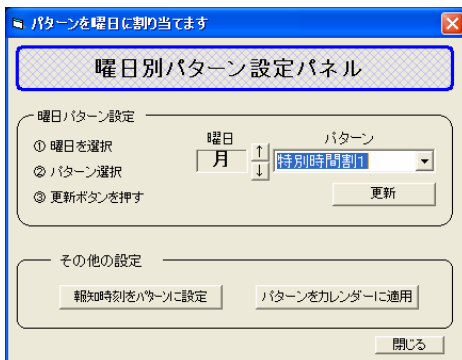 パターンを曜日に割り当てます
曜日別パターン設定パネル
曜日パターン設定
① 曜日を選択
② パターン選択
③ 更新ボタンを押す
曜日
月
↑
↓
パターン
特別時間割1
更新
その他の設定
報知時刻をパターンに設定
パターンをカレンダーに適用
閉じる